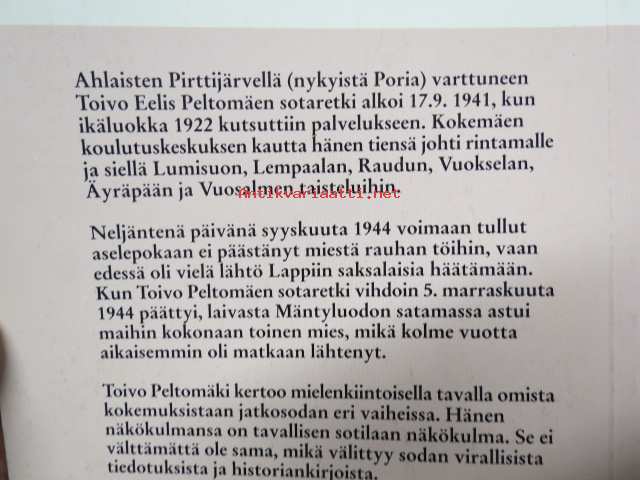 Ahlaisten Pirttijärvellä (nykyistä Poria) varttuneen
Toivo Eelis Peltomäen sotaretki alkoi 17.9. 1941, kun
ikäluokka 1922 kutsuttiin palvelukseen. Kokemäen
koulutuskeskuksen kautta hänen tiensä johti rintamalle
ja siellä Lumisuon, Lempaalan, Raudun, Vuokselan,
Äyräpään ja Vuosalmen taisteluihin.
Antikvariaatti.net
Neljäntenä päivänä syyskuuta 1944 voimaan tullut
aselepokaan ei päästänyt miestä rauhan töihin, vaan
edessä oli vielä lähtö Lappiin saksalaisia häätämään.
Kun Toivo Peltomäen sotaretki vihdoin 5. marraskuuta
1944 päättyi, laivasta Mäntyluodon satamassa astui
maihin kokonaan toinen mies, mikä kolme vuotta
aikaisemmin oli matkaan lähtenyt.
Toivo Peltomäki kertoo mielenkiintoisella tavalla omista
kokemuksistaan jatkosodan eri vaiheissa. Hänen
näkökulmansa on tavallisen sotilaan näkökulma. Se ei
välttämättä ole sama, mikä välittyy sodan virallisista
tiedotuksista ja historiankirjoista.